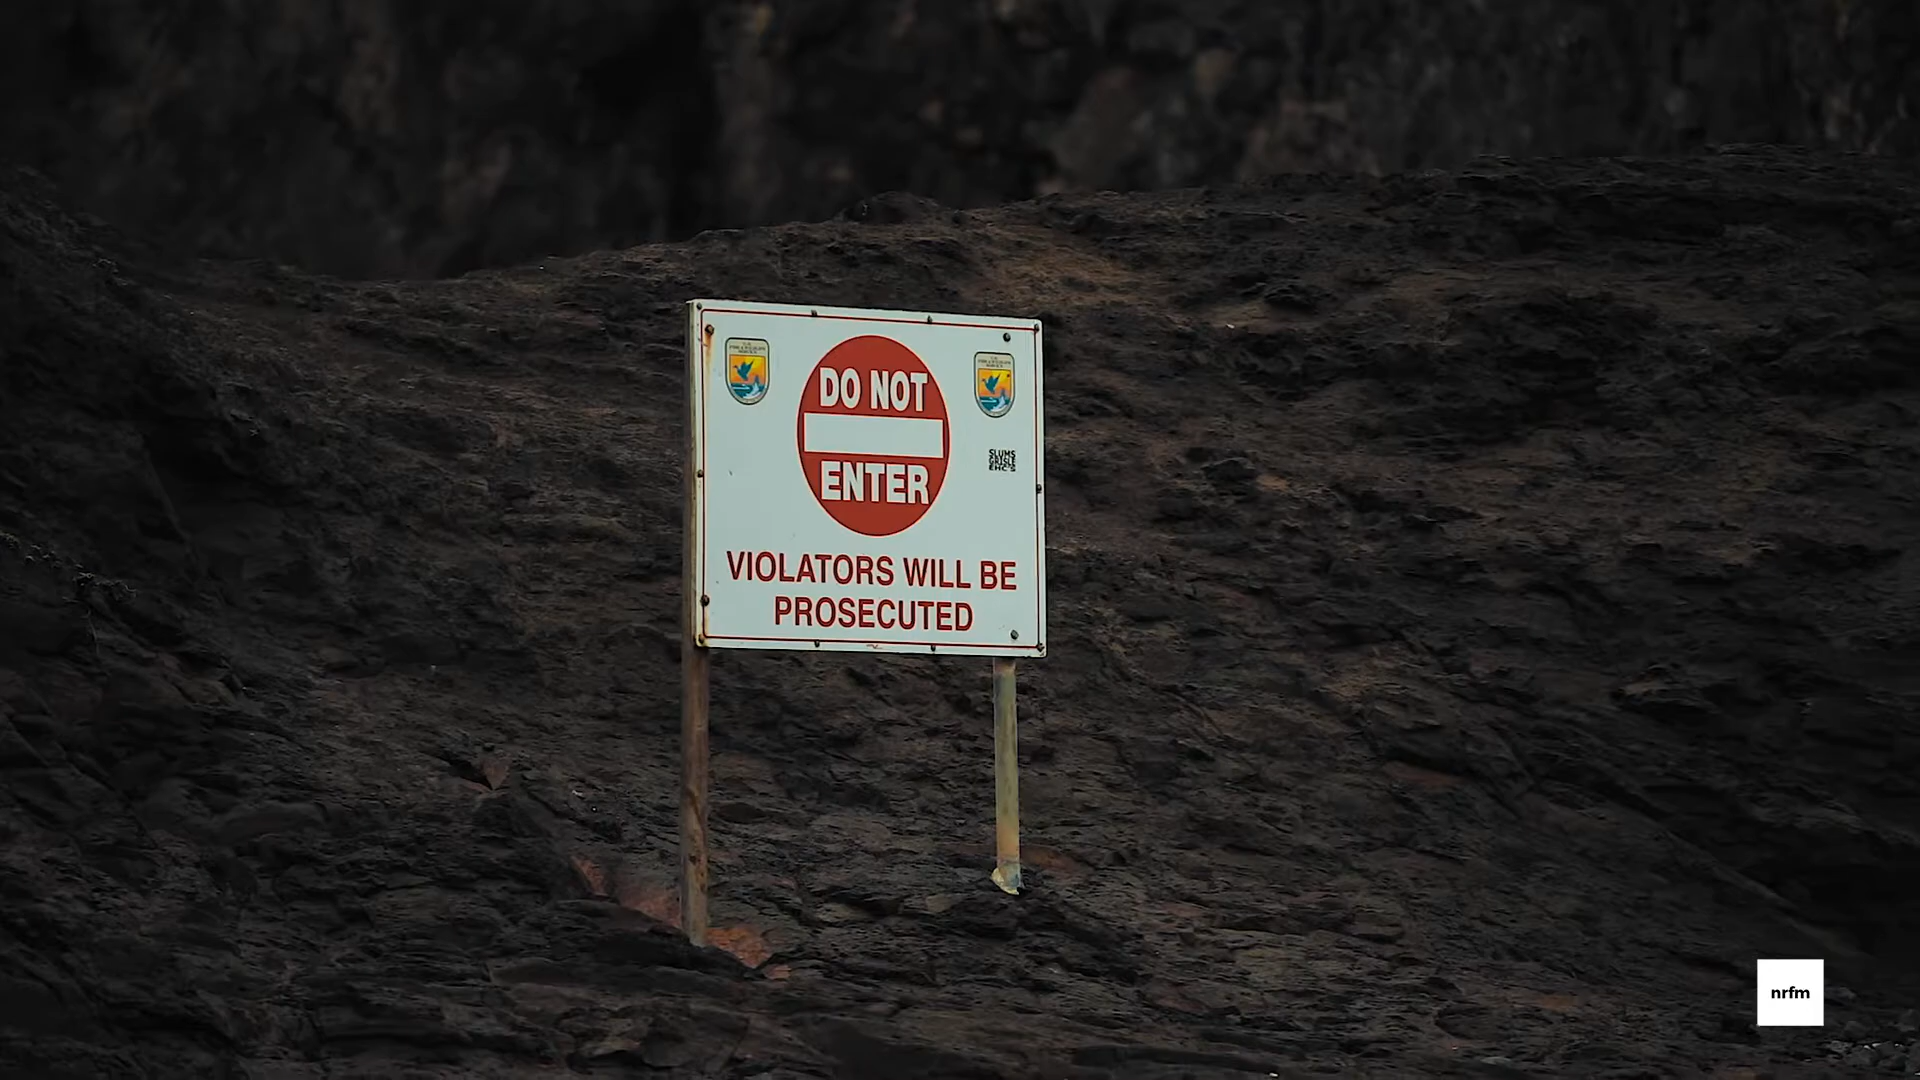 DO NOT
ENTER
VIOLATORS WILL BE
PROSECUTED
nrfm